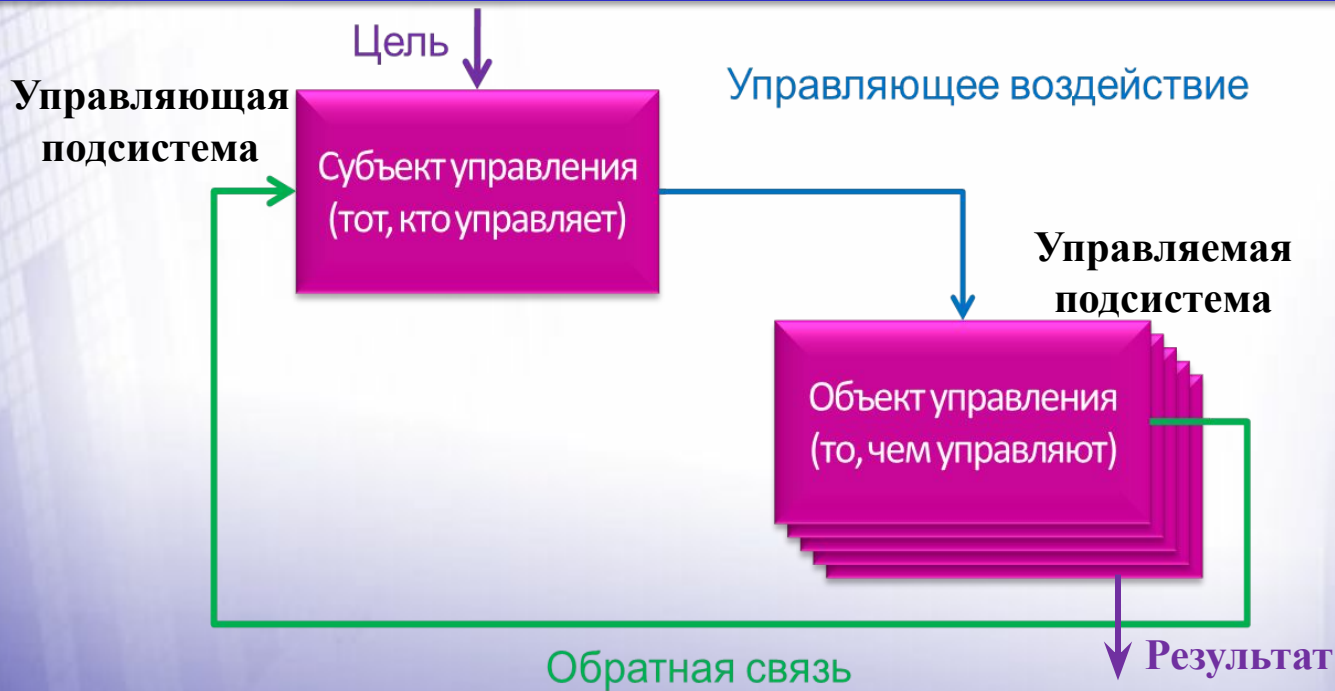 Цель
Управляющая
подсистема
Управляющее воздействие
Субъект управления
(тот, кто управляет)
Управляемая
подсистема
Объект управления
(то, чем управляют)
Обратная связь
Результат